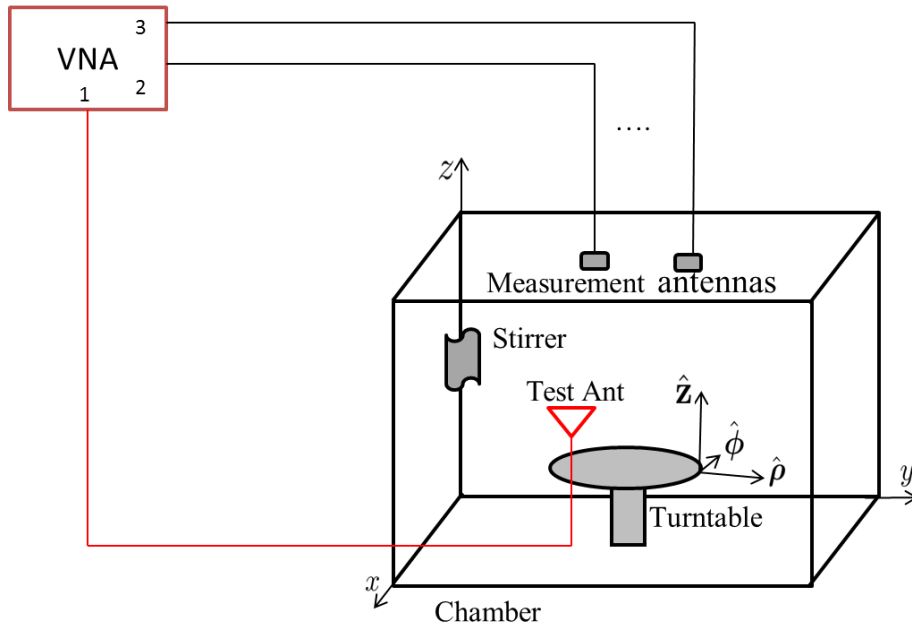 3
VNA
2
1
....
z
Measurement antennas
Stirrer
Test Ant
ẑ
ϕ̂
ρ̂
y
Turntable
x
Chamber